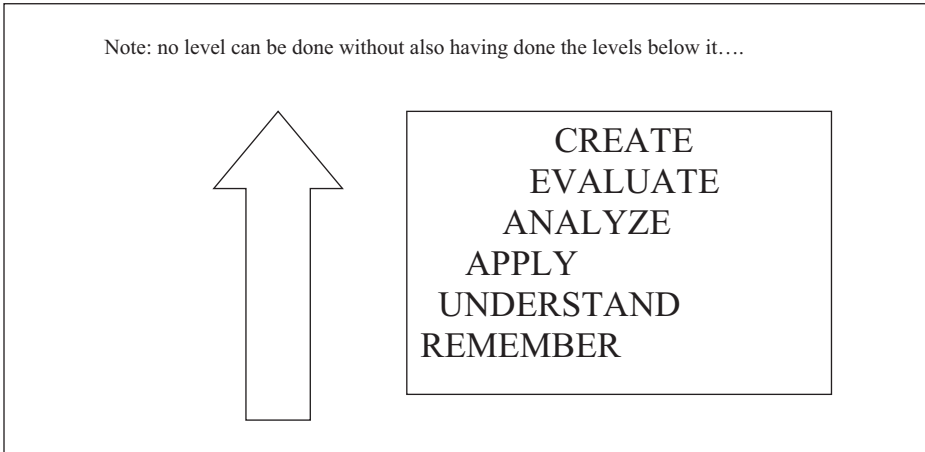 Note: no level can be done without also having done the levels below it….
CREATE
EVALUATE
ANALYZE
APPLY
UNDERSTAND
REMEMBER